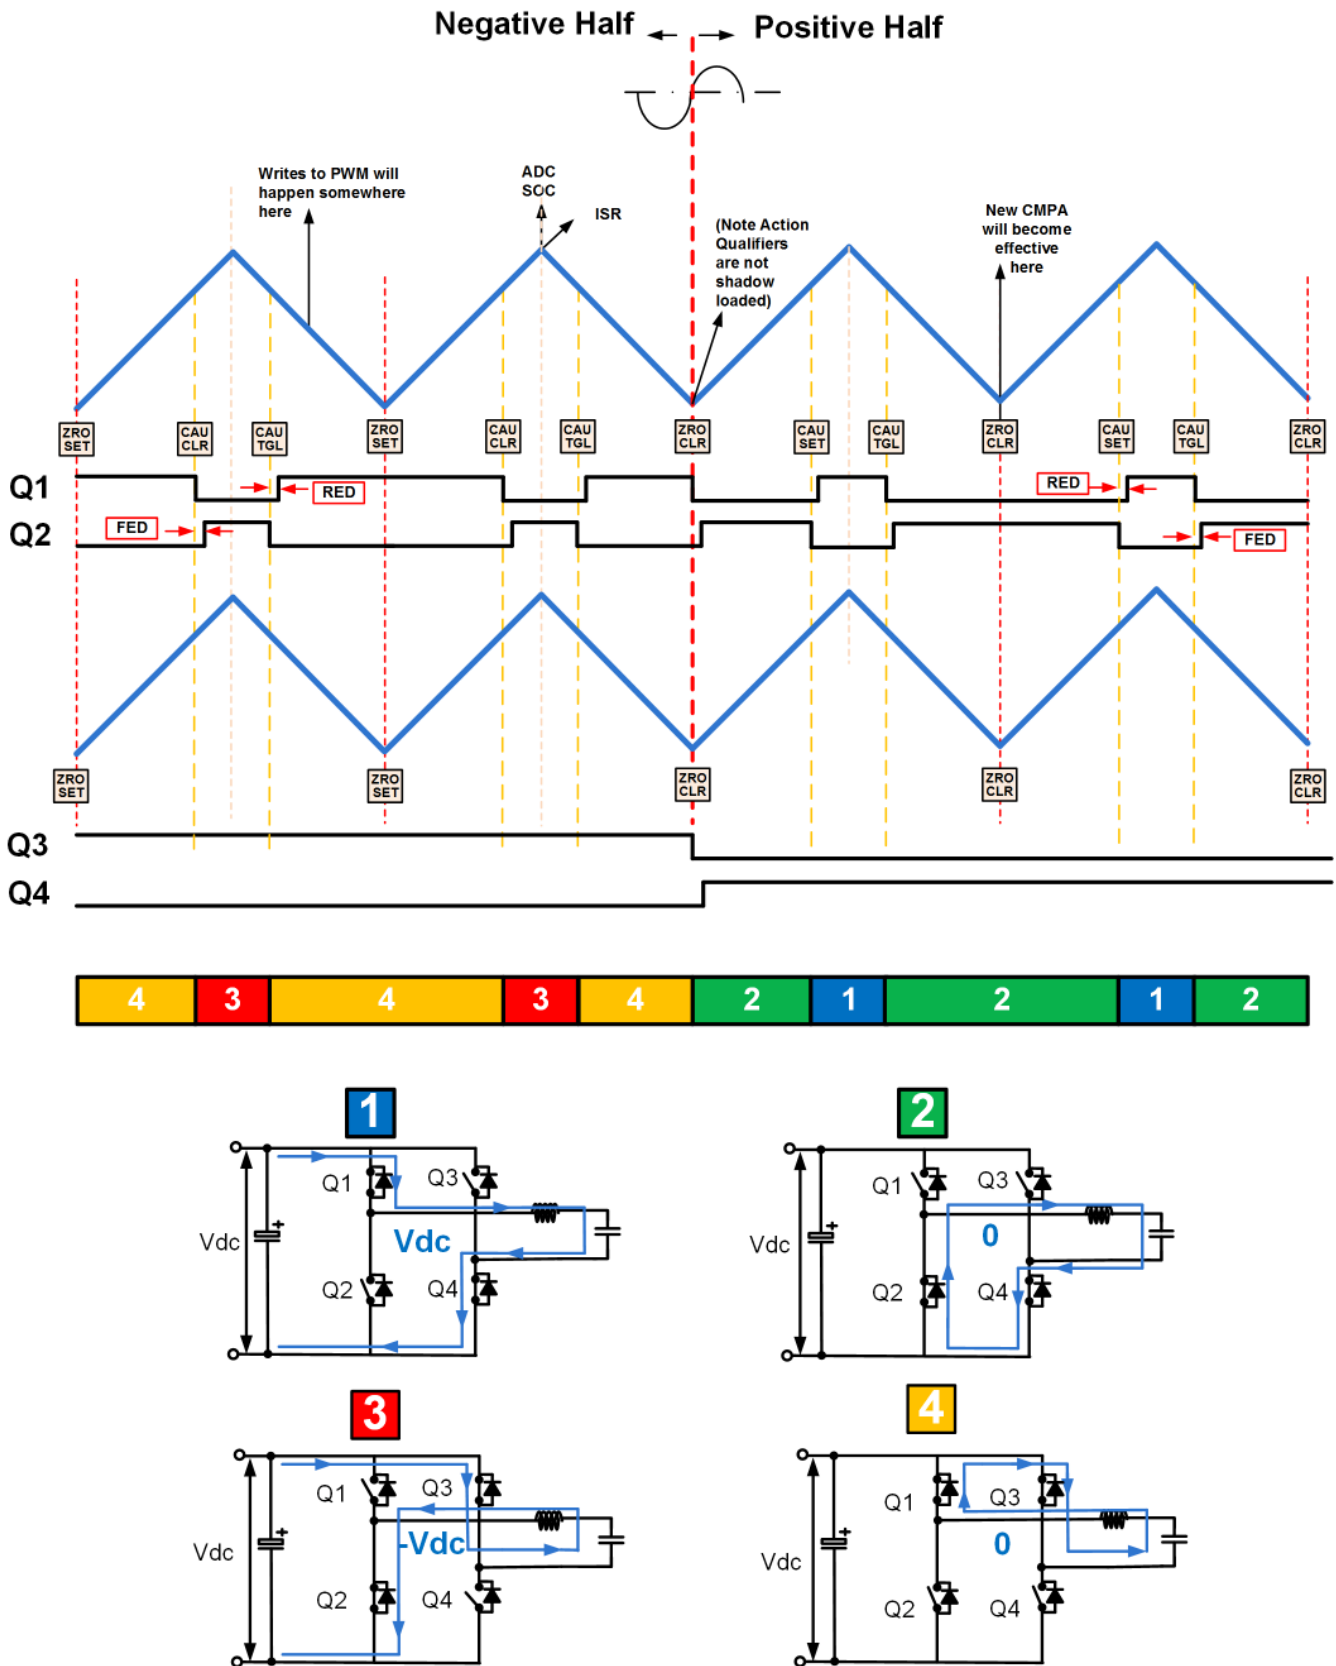 Negative Half
Positive Half
Writes to PWM will
happen somewhere
here
ADC
SOC
ISR
(Note Action
Qualifiers
are not
shadow
loaded)
New CMPA
will become
effective
here
ZRO
SET
CAU
CLR
CAU
TGL
ZRO
SET
CAU
CLR
CAU
TGL
ZRO
CLR
CAU
SET
CAU
TGL
ZRO
CLR
CAU
SET
CAU
TGL
ZRO
CLR
Q1
RED
RED
Q2
FED
FED
ZRO
SET
ZRO
SET
ZRO
CLR
ZRO
CLR
ZRO
CLR
Q3
Q4
4 3 4 3 4 2 1 2 1 2
1
Q1
Q3
Vdc
+
Vdc
Q2
Q4
2
Q1
Q3
Vdc
+
0
Q2
Q4
3
Q1
Q3
Vdc
+
-Vdc
Q2
Q4
4
Q1
Q3
Vdc
+
0
Q2
Q4